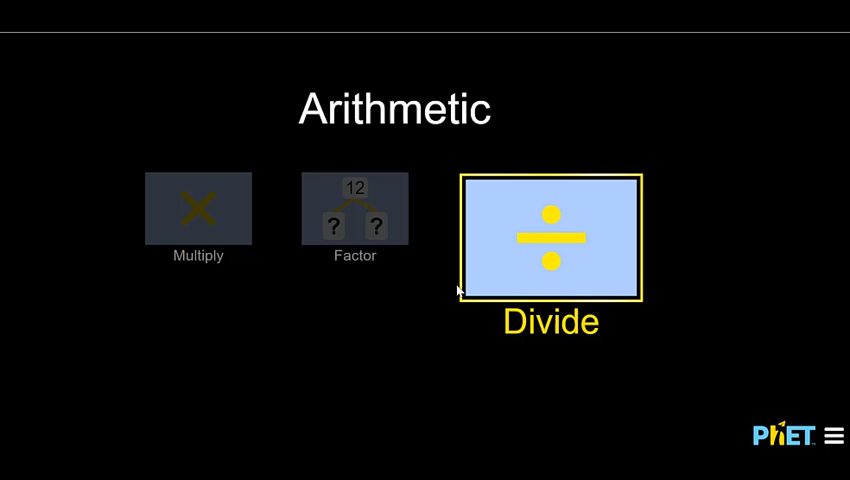 Arithmetic
12
? ?
Multiply
Factor
Divide
PhET